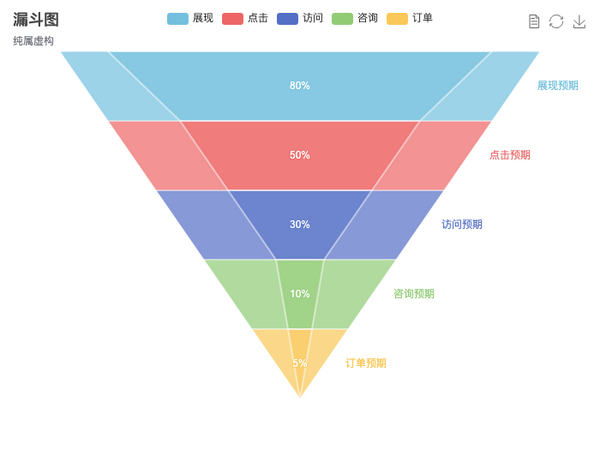 漏斗图
纯属虚构
展现 点击 访问 咨询 订单
80%
展现预期
50%
点击预期
30%
访问预期
10%
咨询预期
5%
订单预期